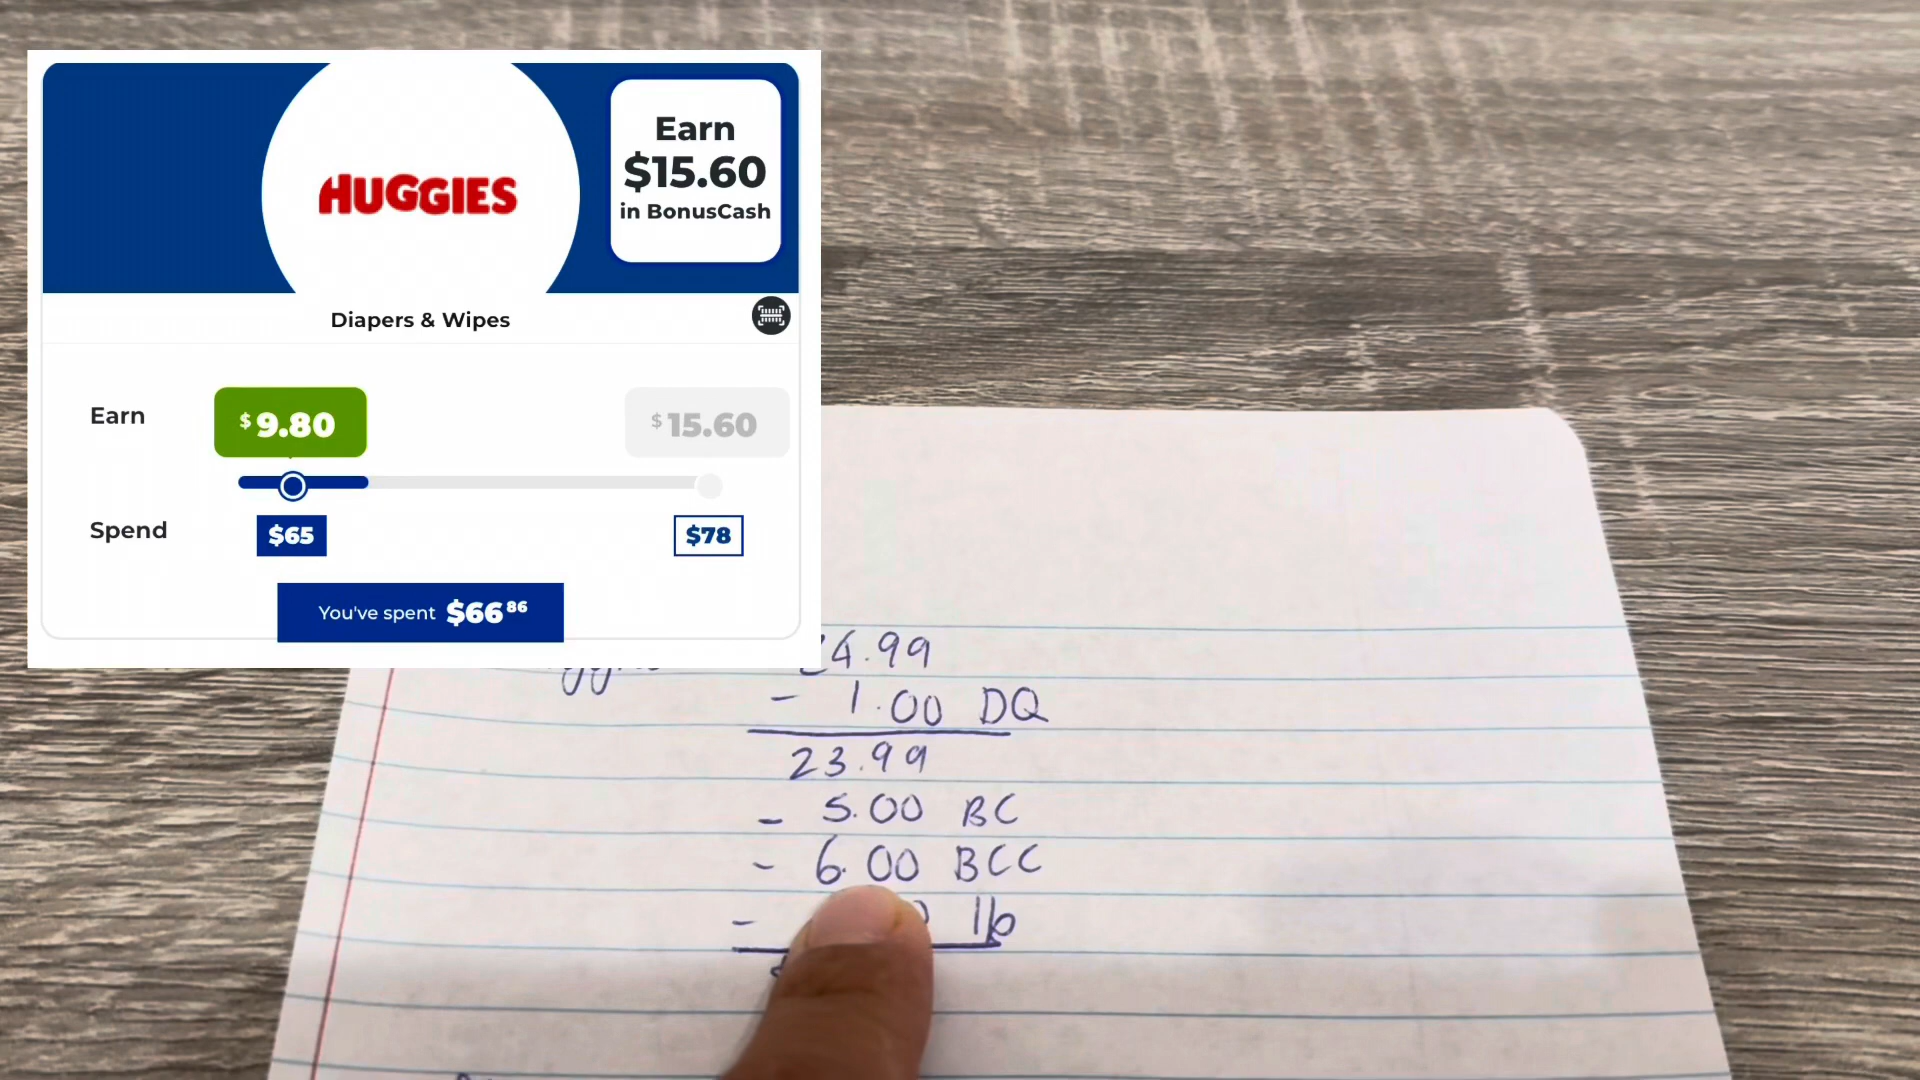 Earn
$15.60
in BonusCash
HUGGIES
Diapers & Wipes
Earn
$9.80
$15.60
Spend
$65
$78
You've spent $66 86
4.99
- 1.00 DQ
23.99
- 5.00 BC
- 6.00 BCC
- lb